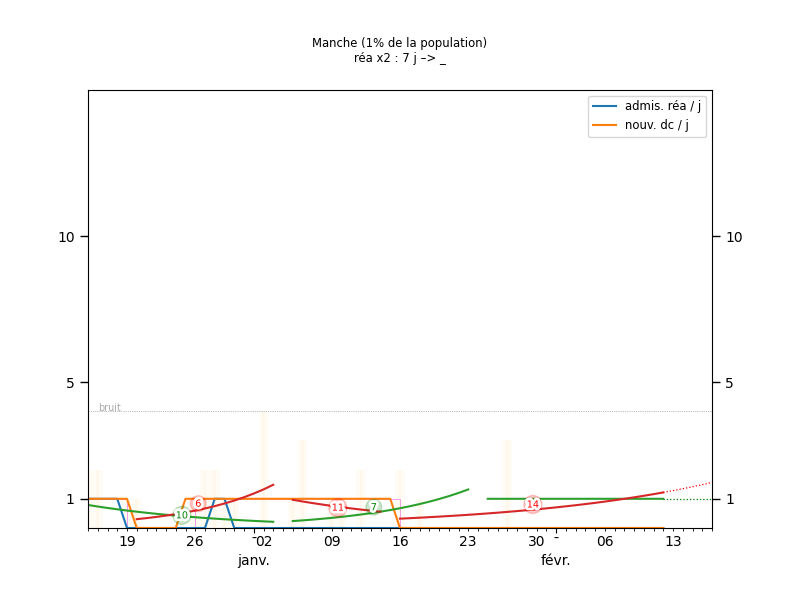 Manche (1% de la population)
réa x2 : 7 j –> _
admis. réa / j
nouv. dc / j
10 10
5 5
bruit
1 1
10 6 11 7 14
19 26 02 09 16 23 30 06 13
janv. févr.